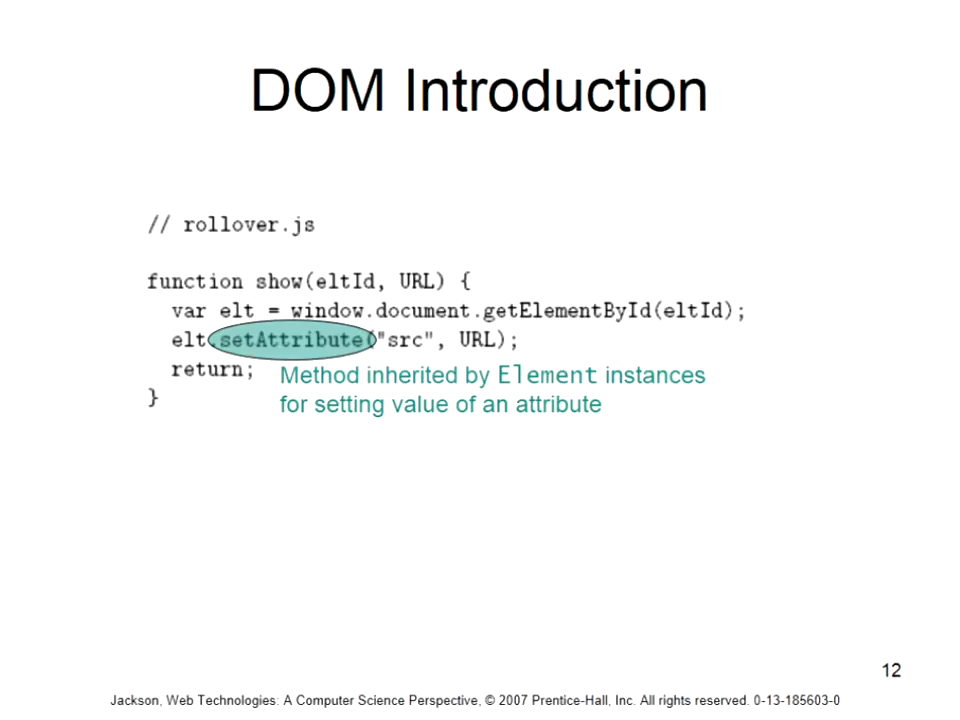 DOM Introduction
// rollover.js
function show(eltId, URL) {
var elt = window.document.getElementById(eltId);
elt.setAttribute("src", URL);
return;
Method inherited by Element instances
for setting value of an attribute
}
12
Jackson, Web Technologies: A Computer Science Perspective, © 2007 Prentice-Hall, Inc. All rights reserved. 0-13-185603-0